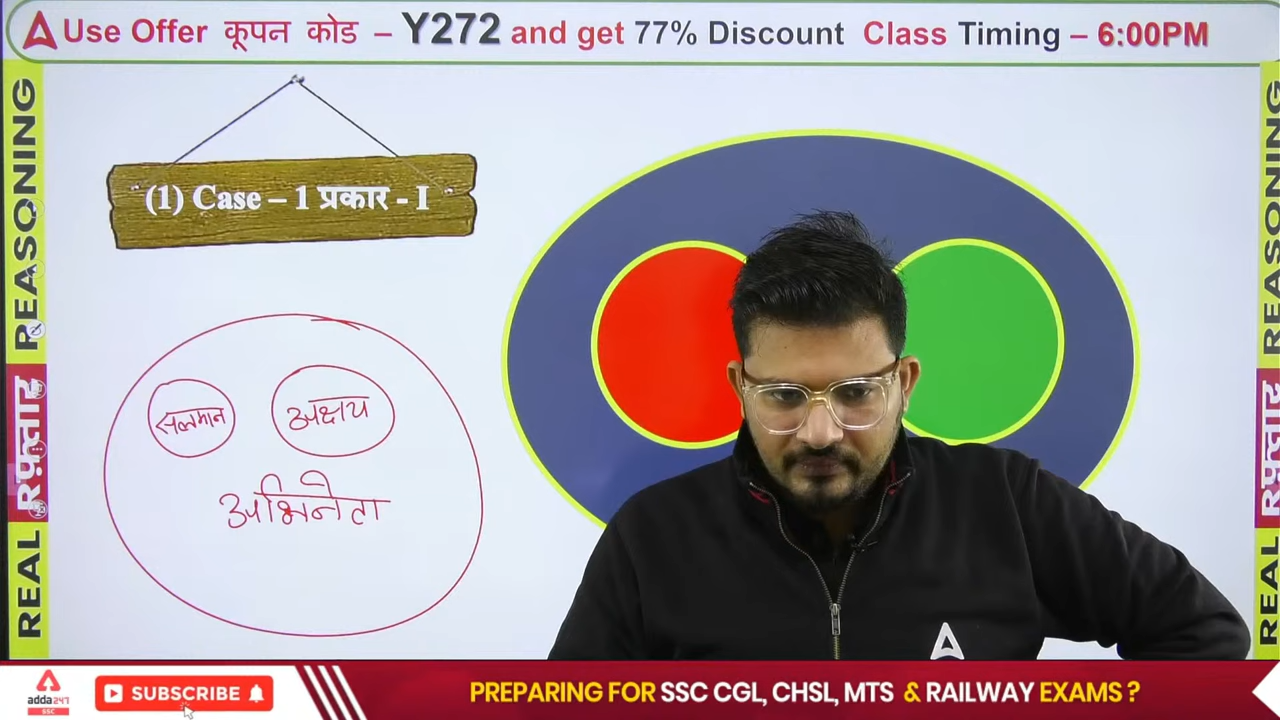 Use Offer कूपन कोड – Y272 and get 77% Discount Class Timing – 6:00PM
REAL रफ़्तार REASONING
(1) Case – 1 प्रकार - I
सलमान
अक्षय
अभिनेता
REAL रफ़्तार REASONING
adda247
SSC
SUBSCRIBE
PREPARING FOR SSC CGL, CHSL, MTS & RAILWAY EXAMS ?